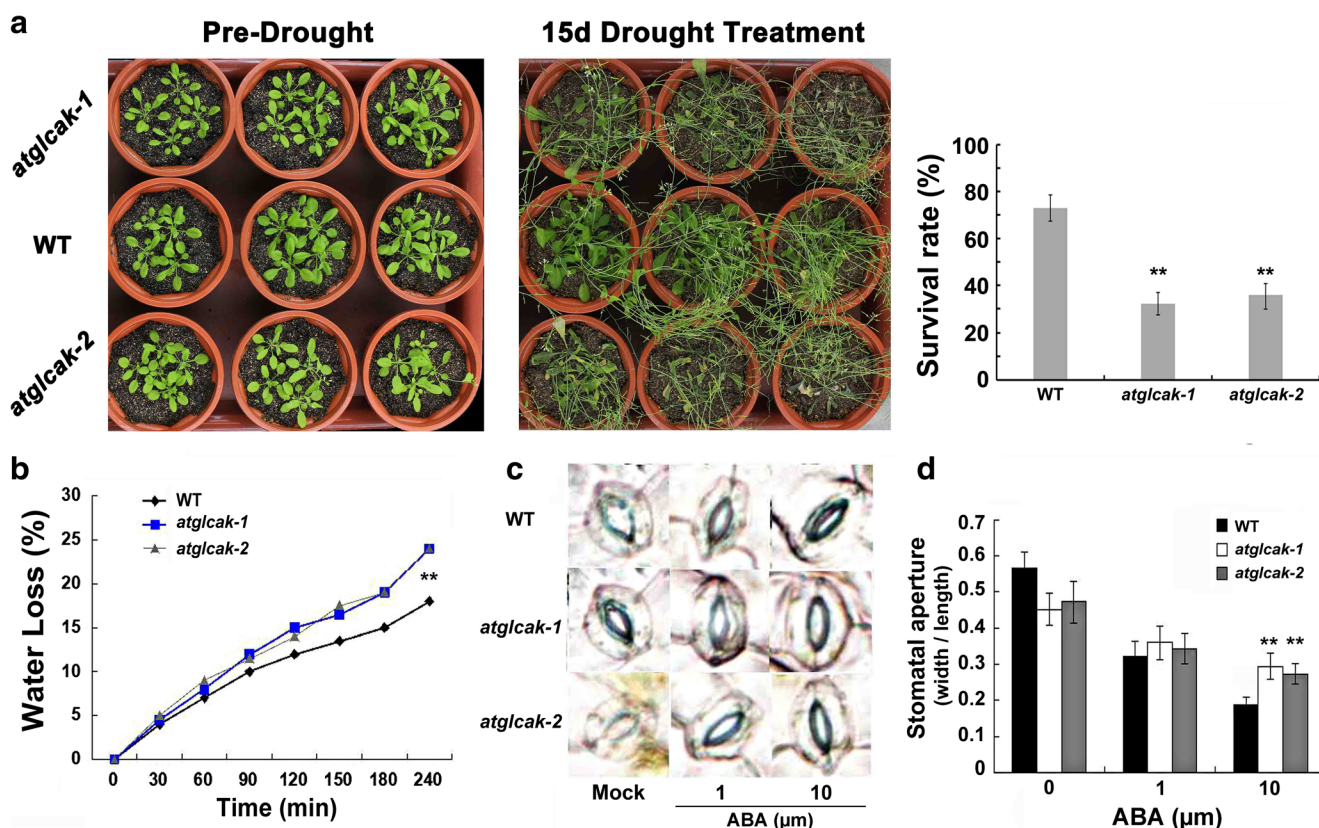 a
Pre-Drought
15d Drought Treatment
atglcak-1
WT
atglcak-2
Survival rate (%)
100
80
60
40
20
0
**
**
WT
atglcak-1
atglcak-2
b
Water Loss (%)
30
25
20
15
10
5
0
WT
atglcak-1
atglcak-2
**
0 30 60 90 120 150 180 240
Time (min)
c
WT
atglcak-1
atglcak-2
Mock 1 10
ABA (µm)
d
Stomatal aperture
(width / length)
0.7
0.6
0.5
0.4
0.3
0.2
0.1
0
WT
atglcak-1
atglcak-2
** **
0 1 10
ABA (µm)